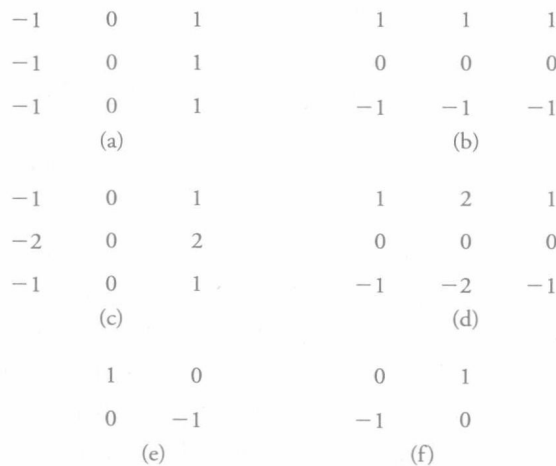 −1 0 1 1 1 1
−1 0 1 0 0 0
−1 0 1 −1 −1 −1
(a) (b)
−1 0 1 1 2 1
−2 0 2 0 0 0
−1 0 1 −1 −2 −1
(c) (d)
1 0 0 1
0 −1 −1 0
(e) (f)